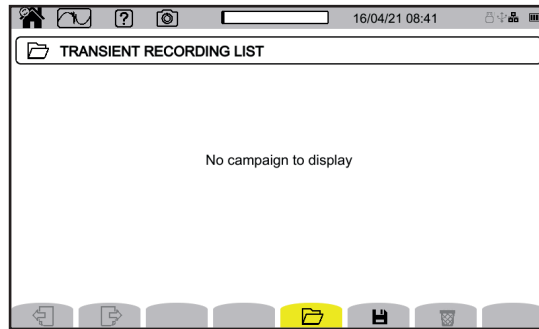 16/04/21 08:41
TRANSIENT RECORDING LIST
No campaign to display